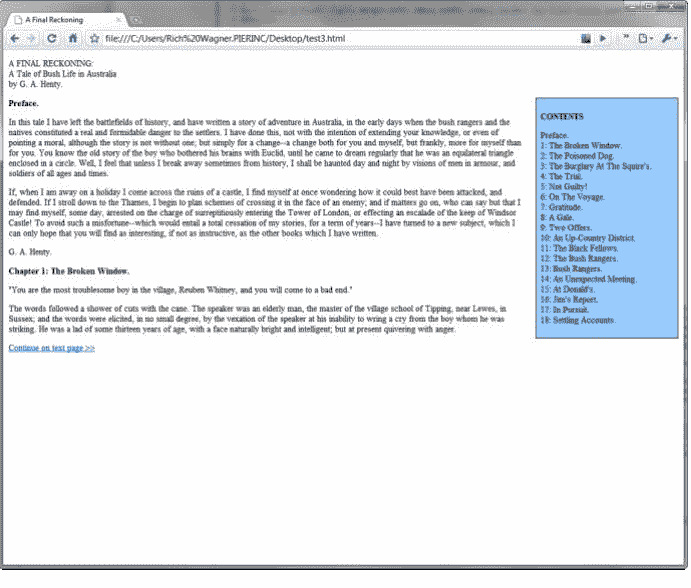 A Final Reckoning
file:///C:/Users/Rich%20Wagner.PIERINC/Desktop/test3.html
A FINAL RECKONING:
A Tale of Bush Life in Australia
by G. A. Henty.
Preface.
In this tale I have left the battlefields of history, and have written a story of adventure in Australia, in the early days when the bush rangers and the
natives constituted a real and formidable danger to the settlers. I have done this, not with the intention of extending your knowledge, or even of
pointing a moral, although the story is not without one; but simply for a change--a change both for you and myself, but frankly, more for myself than
for you. You know the old story of the boy who bothered his brains with Euclid, until he came to dream regularly that he was an equilateral triangle
enclosed in a circle. Well, I feel that unless I break away sometimes from history, I shall be haunted day and night by visions of men in armour, and
soldiers of all ages and times.
If, when I am away on a holiday I come across the ruins of a castle, I find myself at once wondering how it could best have been attacked, and
defended. If I stroll down to the Thames, I begin to plan schemes of crossing it in the face of an enemy; and if matters go on, who can say but that I
may find myself, some day, arrested on the charge of surreptitiously entering the Tower of London, or effecting an escalade of the keep of Windsor
Castle! To avoid such a misfortune--which would entail a total cessation of my stories, for a term of years--I have turned to a new subject, which I
can only hope that you will find as interesting, if not as instructive, as the other books which I have written.
G. A. Henty.
Chapter 1: The Broken Window.
"You are the most troublesome boy in the village, Reuben Whitney, and you will come to a bad end."
The words followed a shower of cuts with the cane. The speaker was an elderly man, the master of the village school of Tipping, near Lewes, in
Sussex; and the words were elicited, in no small degree, by the vexation of the speaker at his inability to wring a cry from the boy whom he was
striking. He was a lad of some thirteen years of age, with a face naturally bright and intelligent; but at present quivering with anger.
Continue on text page >>
CONTENTS
Preface.
1: The Broken Window.
2: The Poisoned Dog.
3: The Burglary At The Squire's.
4: The Trial.
5: Not Guilty!
6: On The Voyage.
7: Gratitude.
8: A Gale.
9: Two Offers.
10: An Up-Country District.
11: The Black Fellows.
12: The Bush Rangers.
13: Bush Rangers.
14: An Unexpected Meeting.
15: At Donald's.
16: Jim's Report.
17: In Pursuit.
18: Settling Accounts.